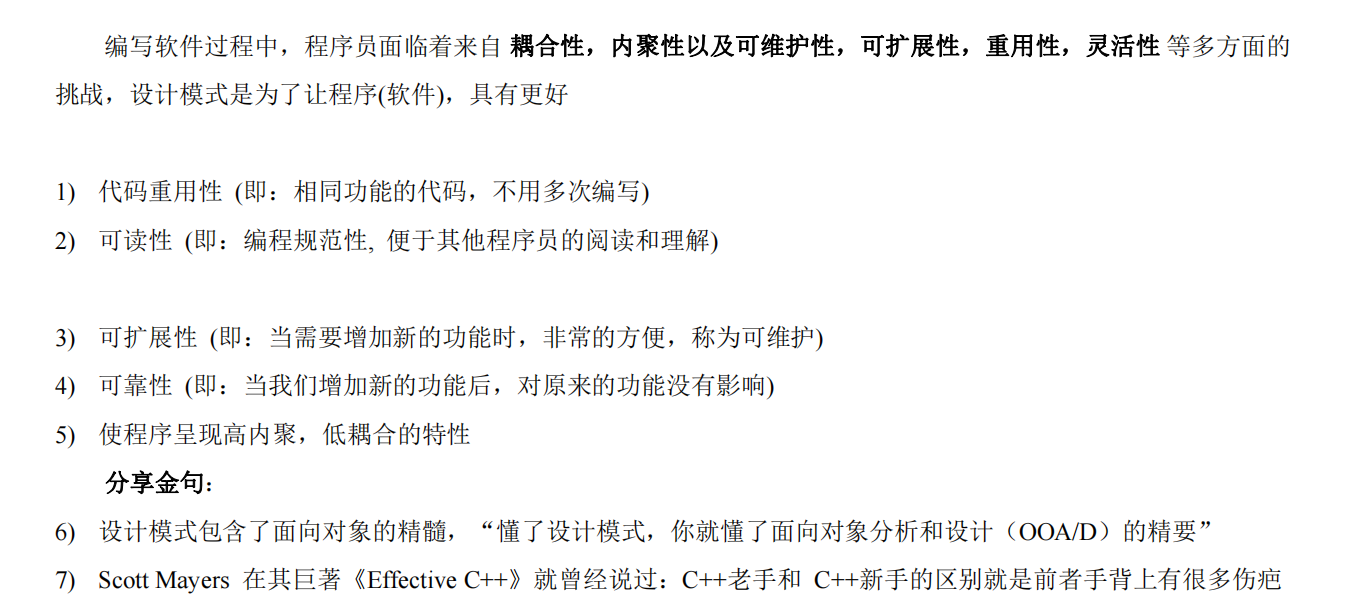 编写软件过程中，程序员面临着来自 耦合性，内聚性以及可维护性，可扩展性，重用性，灵活性 等多方面的
挑战，设计模式是为了让程序(软件)，具有更好
1) 代码重用性 (即：相同功能的代码，不用多次编写)
2) 可读性 (即：编程规范性, 便于其他程序员的阅读和理解)
3) 可扩展性 (即：当需要增加新的功能时，非常的方便，称为可维护)
4) 可靠性 (即：当我们增加新的功能后，对原来的功能没有影响)
5) 使程序呈现高内聚，低耦合的特性
分享金句：
6) 设计模式包含了面向对象的精髓，“懂了设计模式，你就懂了面向对象分析和设计（OOA/D）的精要”
7) Scott Mayers 在其巨著《Effective C++》就曾经说过：C++老手和 C++新手的区别就是前者手背上有很多伤疤